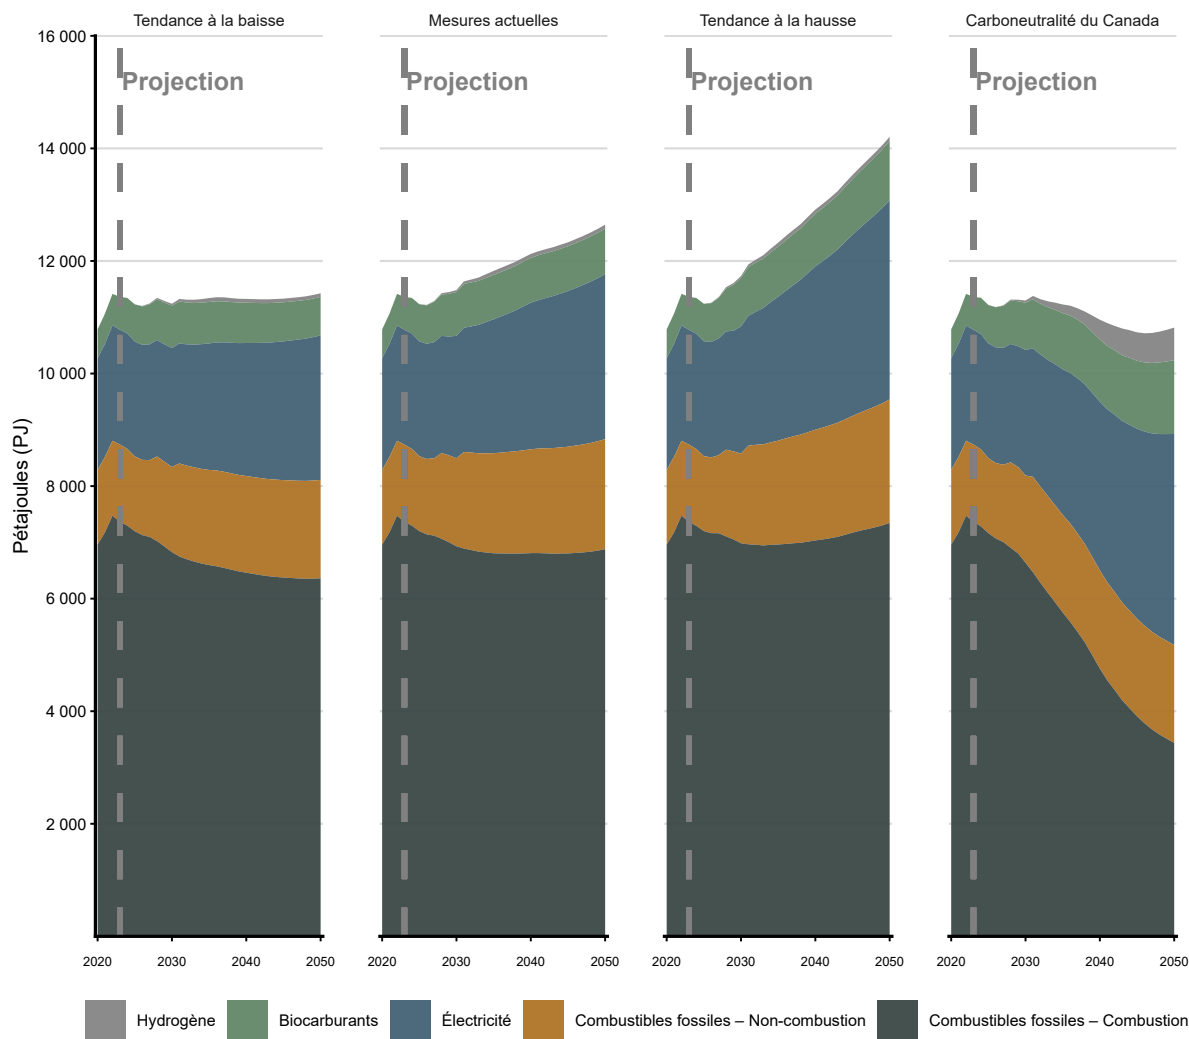 Tendance à la baisse
Mesures actuelles
Tendance à la hausse
Carboneutralité du Canada
16 000
14 000
12 000
10 000
8 000
6 000
4 000
2 000
Pétajoules (PJ)
Projection
Projection
Projection
Projection
2020 2030 2040 2050
2020 2030 2040 2050
2020 2030 2040 2050
2020 2030 2040 2050
Hydrogène
Biocarburants
Électricité
Combustibles fossiles – Non-combustion
Combustibles fossiles – Combustion